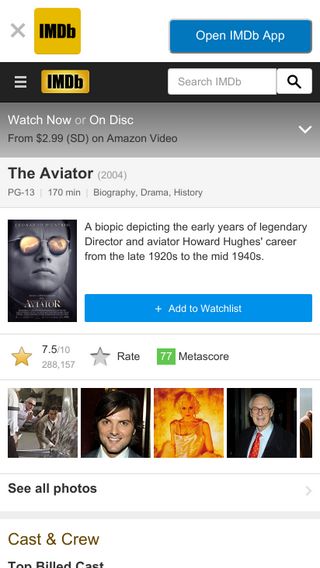 IMDb
Open IMDb App
IMDb
Search IMDb
Watch Now or On Disc
From $2.99 (SD) on Amazon Video
The Aviator (2004)
PG-13 | 170 min | Biography, Drama, History
LEONARDO DICAPRIO
AVIATOR
A biopic depicting the early years of legendary
Director and aviator Howard Hughes' career
from the late 1920s to the mid 1940s.
+ Add to Watchlist
7.5/10
288,157
Rate
77 Metascore
See all photos
Cast & Crew
Top Billed Cast